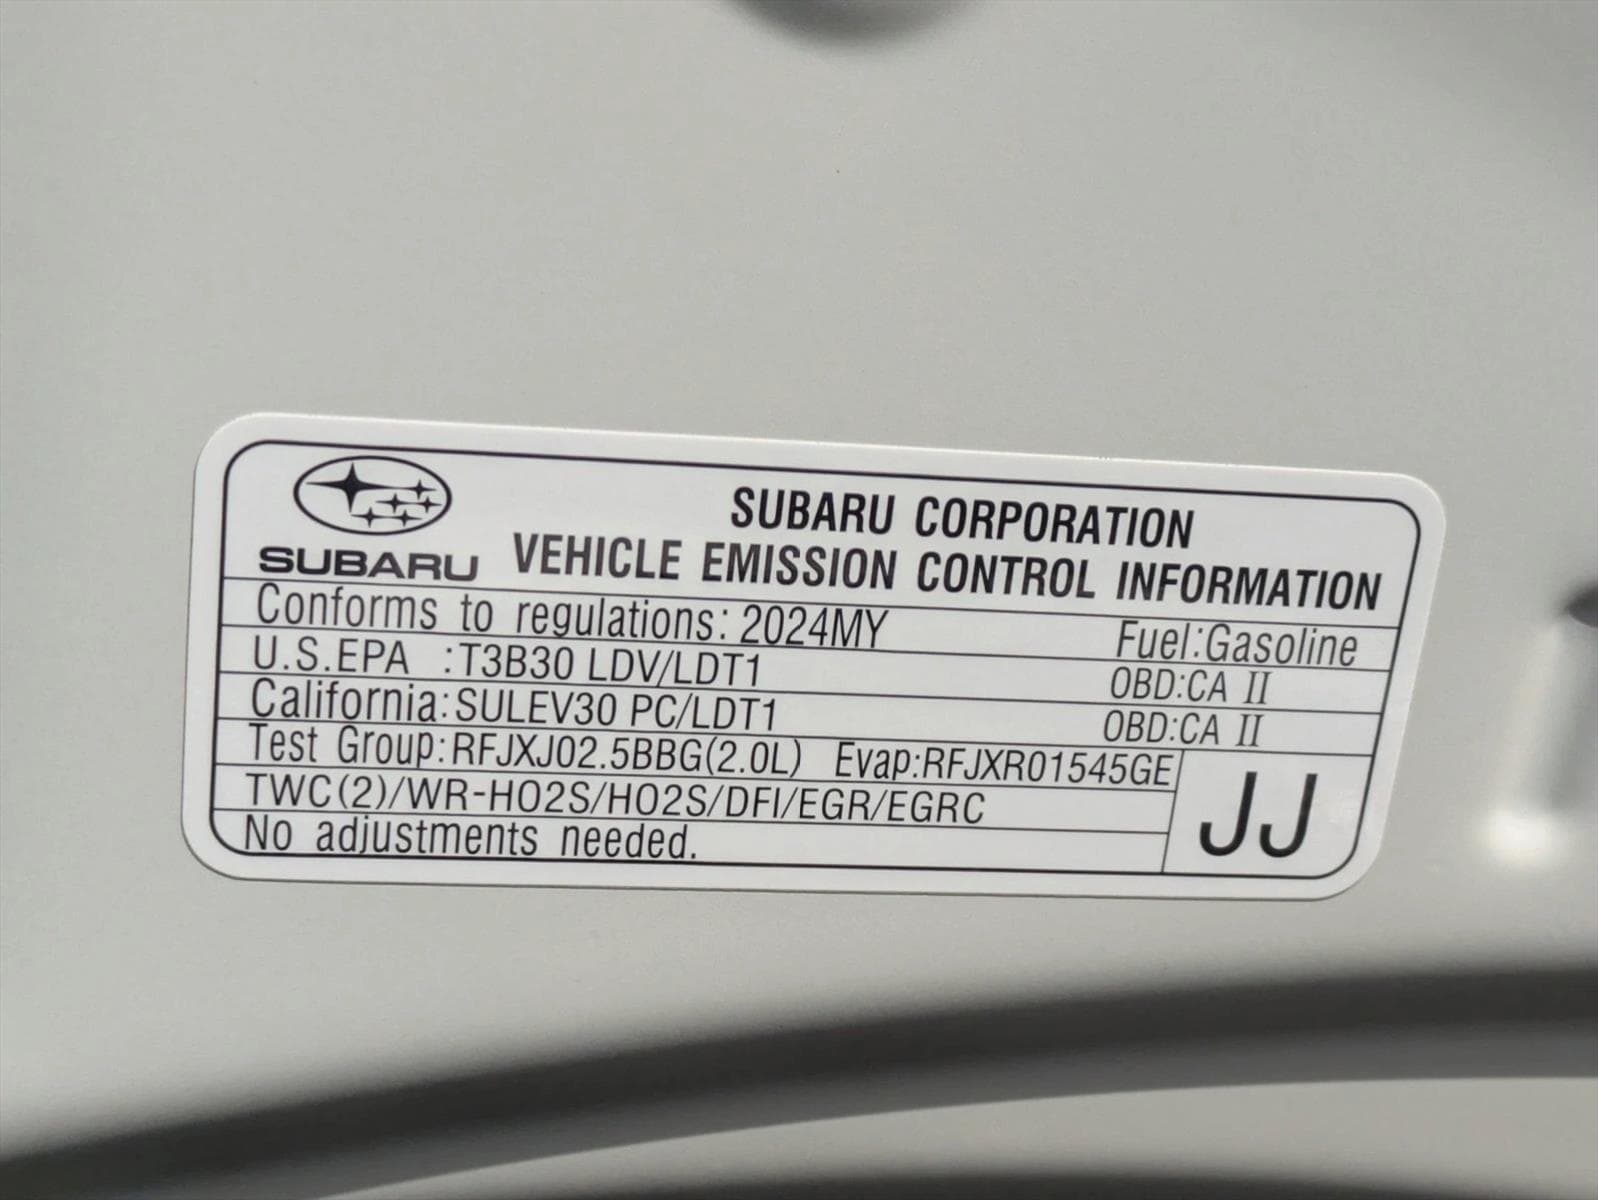 SUBARU CORPORATION
SUBARU VEHICLE EMISSION CONTROL INFORMATION
Conforms to regulations: 2024MY Fuel:Gasoline
U.S.EPA :T3B30 LDV/LDT1 OBD:CA II
California:SULEV30 PC/LDT1 OBD:CA II
Test Group:RFJXJ02.5BBG(2.0L) Evap:RFJXR01545GE
TWC(2)/WR-HO2S/HO2S/DFI/EGR/EGRC
No adjustments needed.
JJ